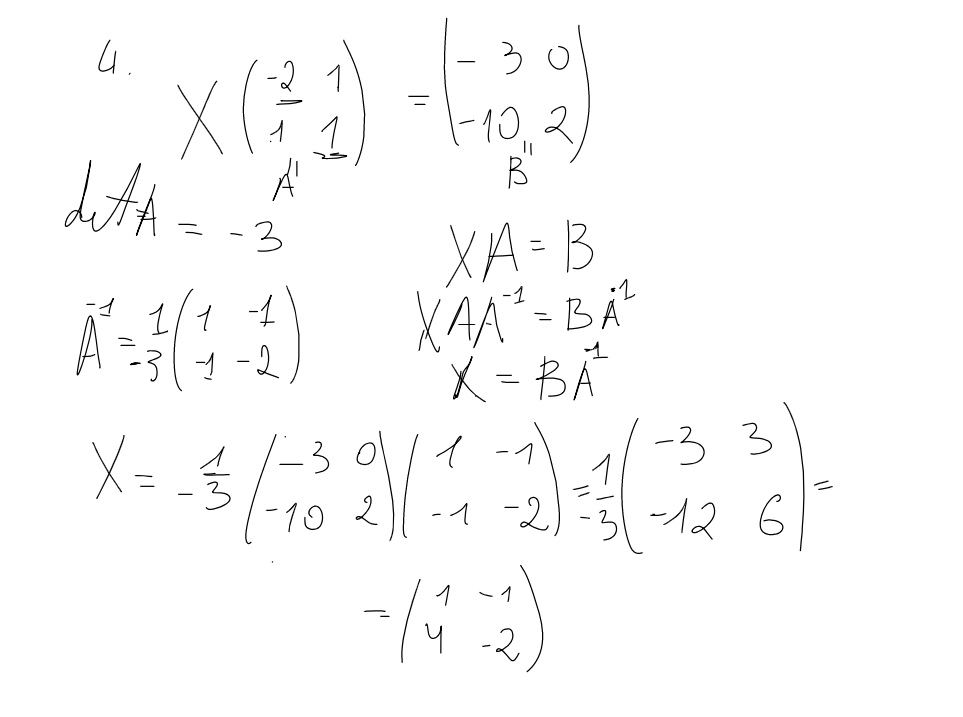 4.
X (-2 1 = (- 3 0
1 1) -10 2)
A" B"
det A = -3
XA = B
A^-1 = 1/-3 (1 -1 XAA^-1 = BA^-1
-1 -2) X = BA^-1
X = 1/-3 (-3 0 (1 -1 = 1/-3 (-3 3 =
-10 2) -1 -2) -12 6)
= (1 -1
4 -2)